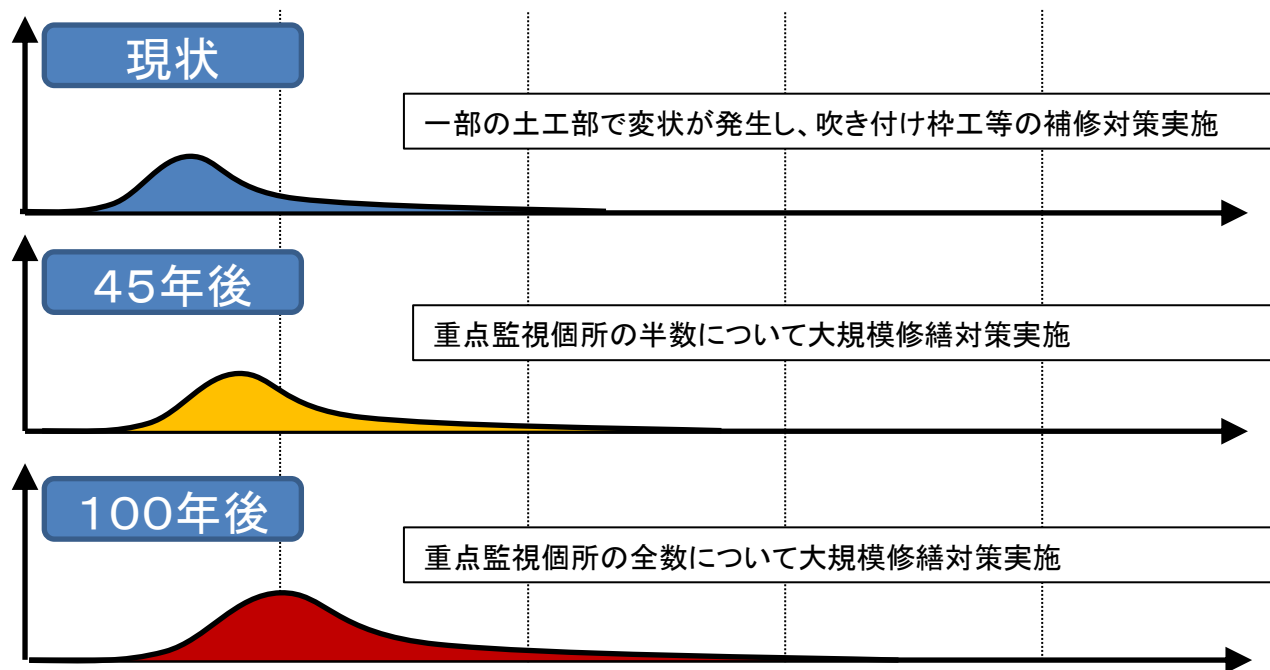 現状
一部の土工部で変状が発生し、吹き付け枠工等の補修対策実施
45年後
重点監視個所の半数について大規模修繕対策実施
100年後
重点監視個所の全数について大規模修繕対策実施